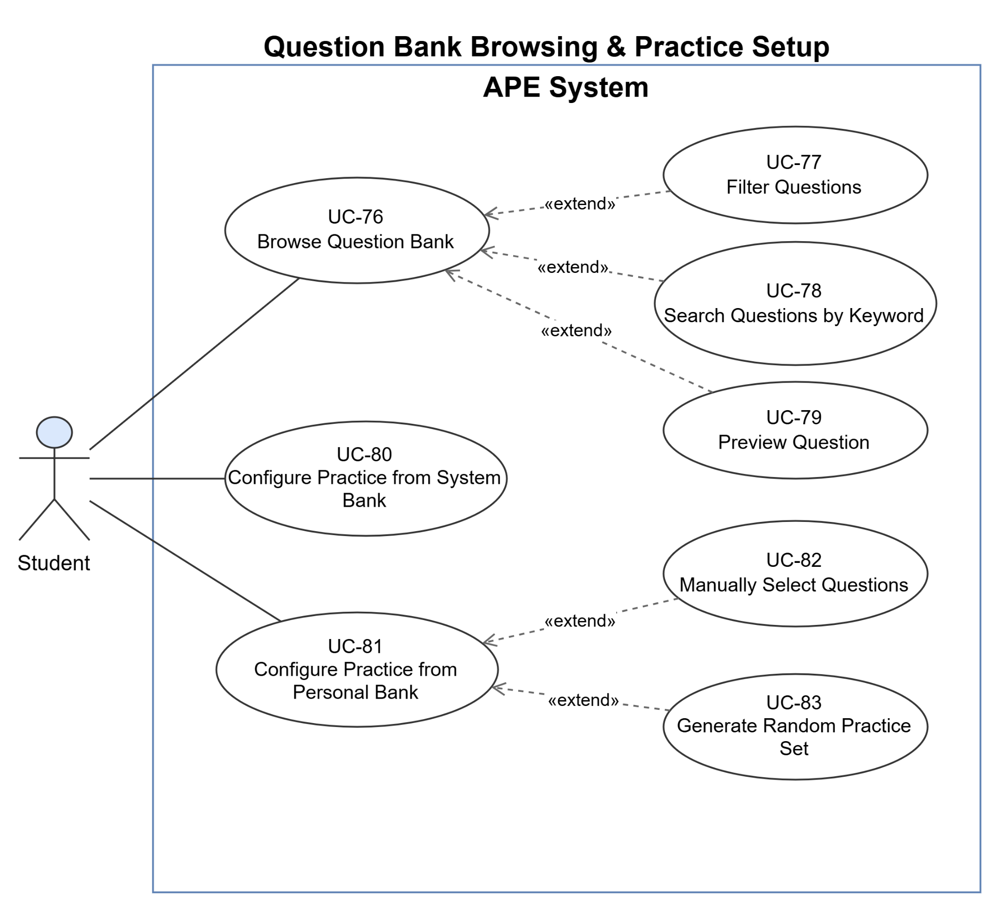 Question Bank Browsing & Practice Setup
APE System
UC-77
Filter Questions
UC-76
Browse Question Bank
«extend»
«extend»
UC-78
Search Questions by Keyword
«extend»
UC-79
Preview Question
UC-80
Configure Practice from System
Bank
Student
UC-82
Manually Select Questions
«extend»
UC-81
Configure Practice from
Personal Bank
«extend»
UC-83
Generate Random Practice
Set